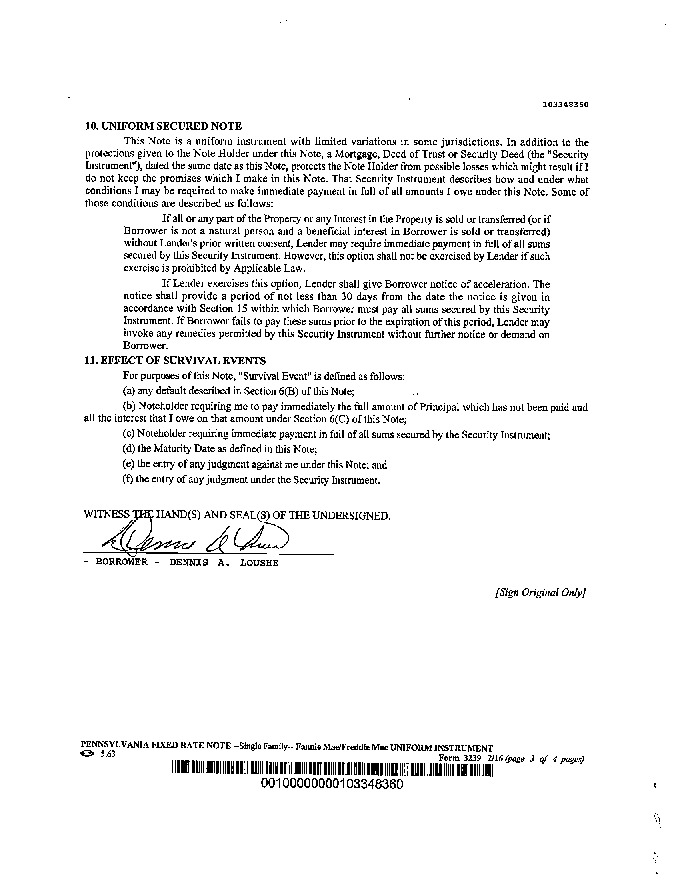 103348360
10. UNIFORM SECURED NOTE
This Note is a uniform instrument with limited variations in some jurisdictions. In addition to the
protections given to the Note Holder under this Note, a Mortgage, Deed of Trust or Security Deed (the "Security
Instrument"), dated the same date as this Note, protects the Note Holder from possible losses which might result if I
do not keep the promises which I make in this Note. That Security Instrument describes how and under what
conditions I may be required to make immediate payment in full of all amounts I owe under this Note. Some of
those conditions are described as follows:
If all or any part of the Property or any Interest in the Property is sold or transferred (or if
Borrower is not a natural person and a beneficial interest in Borrower is sold or transferred)
without Lender's prior written consent, Lender may require immediate payment in full of all sums
secured by this Security Instrument. However, this option shall not be exercised by Lender if such
exercise is prohibited by Applicable Law.
If Lender exercises this option, Lender shall give Borrower notice of acceleration. The
notice shall provide a period of not less than 30 days from the date the notice is given in
accordance with Section 15 within which Borrower must pay all sums secured by this Security
Instrument. If Borrower fails to pay these sums prior to the expiration of this period, Lender may
invoke any remedies permitted by this Security Instrument without further notice or demand on
Borrower.
11. EFFECT OF SURVIVAL EVENTS
For purposes of this Note, "Survival Event" is defined as follows:
(a) any default described in Section 6(B) of this Note;
(b) Noteholder requiring me to pay immediately the full amount of Principal which has not been paid and
all the interest that I owe on that amount under Section 6(C) of this Note;
(c) Noteholder requiring immediate payment in full of all sums secured by the Security Instrument;
(d) the Maturity Date as defined in this Note;
(e) the entry of any judgment against me under this Note; and
(f) the entry of any judgment under the Security Instrument.
WITNESS THE HAND(S) AND SEAL(S) OF THE UNDERSIGNED.
- BORROWER - DENNIS A. LOUSHE
[Sign Original Only]
PENNSYLVANIA FIXED RATE NOTE --Single Family-- Fannie Mae/Freddie Mac UNIFORM INSTRUMENT
5.63 Form 3239 2/16 (page 3 of 4 pages)
00100000000103348360